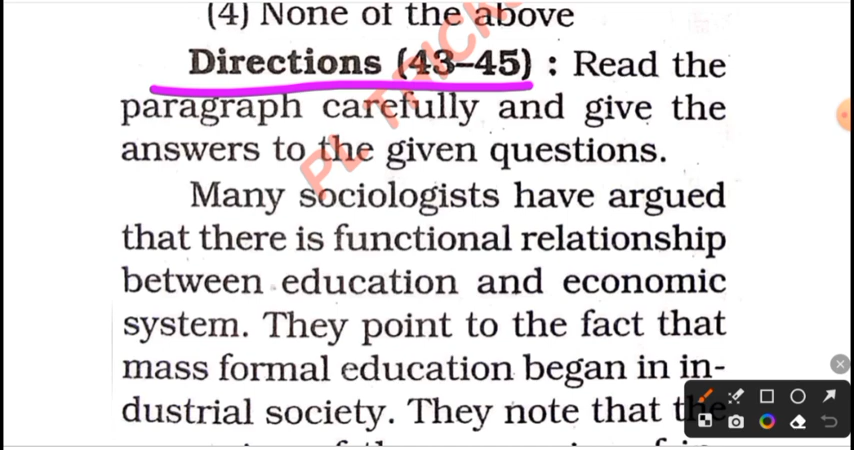 (4) None of the above
Directions (43–45) : Read the
paragraph carefully and give the
answers to the given questions.
Many sociologists have argued
that there is functional relationship
between education and economic
system. They point to the fact that
mass formal education began in in-
dustrial society. They note that the
PL TRICKS